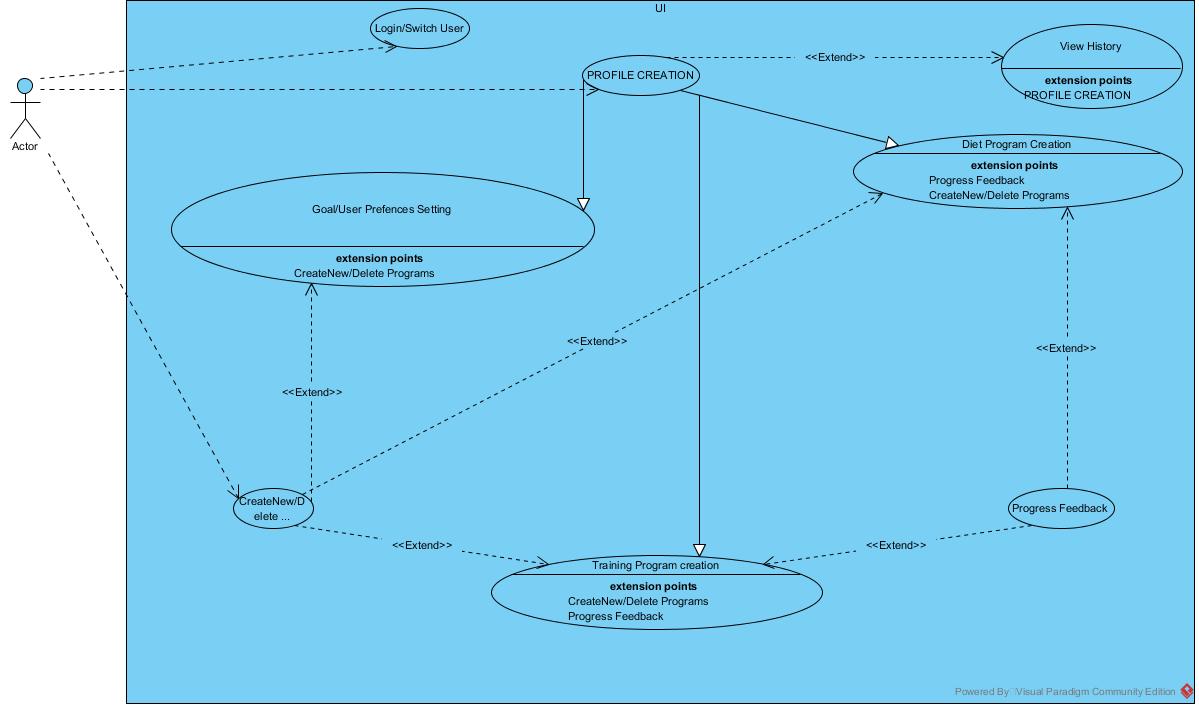 UI
Login/Switch User
View History
<<Extend>>
PROFILE CREATION
extension points
PROFILE CREATION
Actor
Diet Program Creation
extension points
Progress Feedback
CreateNew/Delete Programs
Goal/User Prefences Setting
extension points
CreateNew/Delete Programs
<<Extend>>
<<Extend>>
<<Extend>>
CreateNew/D
elete ...
Progress Feedback
<<Extend>>
<<Extend>>
Training Program creation
extension points
CreateNew/Delete Programs
Progress Feedback
Powered By Visual Paradigm Community Edition